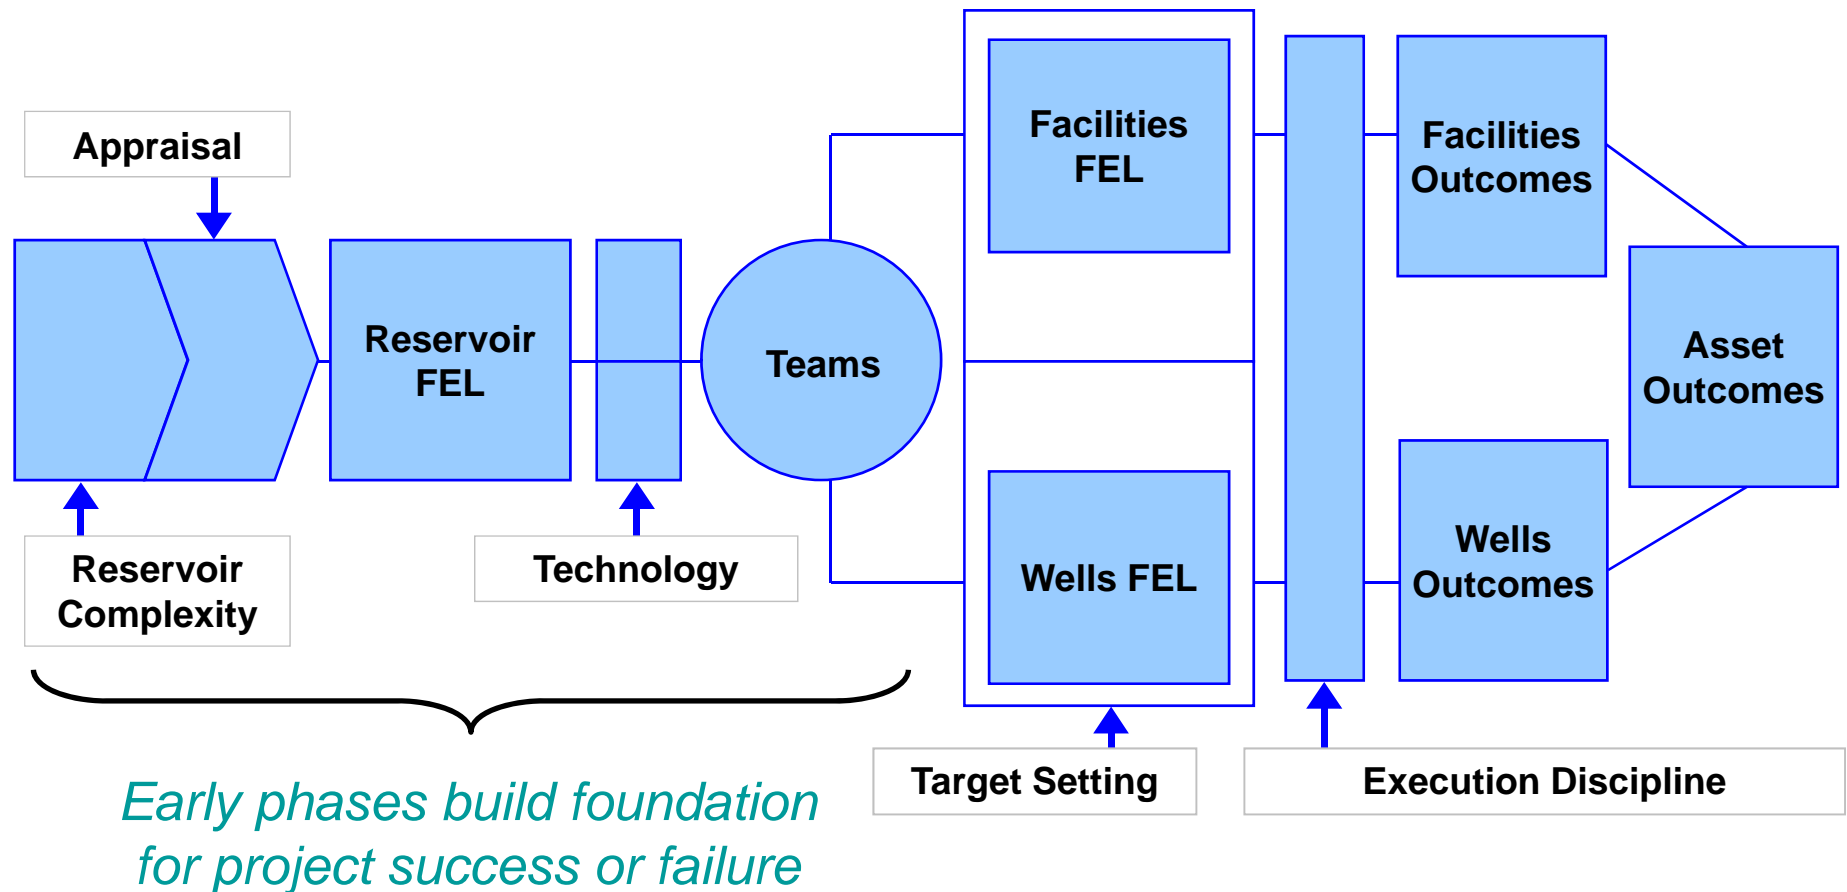 Appraisal
Reservoir
Complexity
Reservoir
FEL
Technology
Teams
Facilities
FEL
Wells FEL
Target Setting
Execution Discipline
Facilities
Outcomes
Wells
Outcomes
Asset
Outcomes
Early phases build foundation
for project success or failure